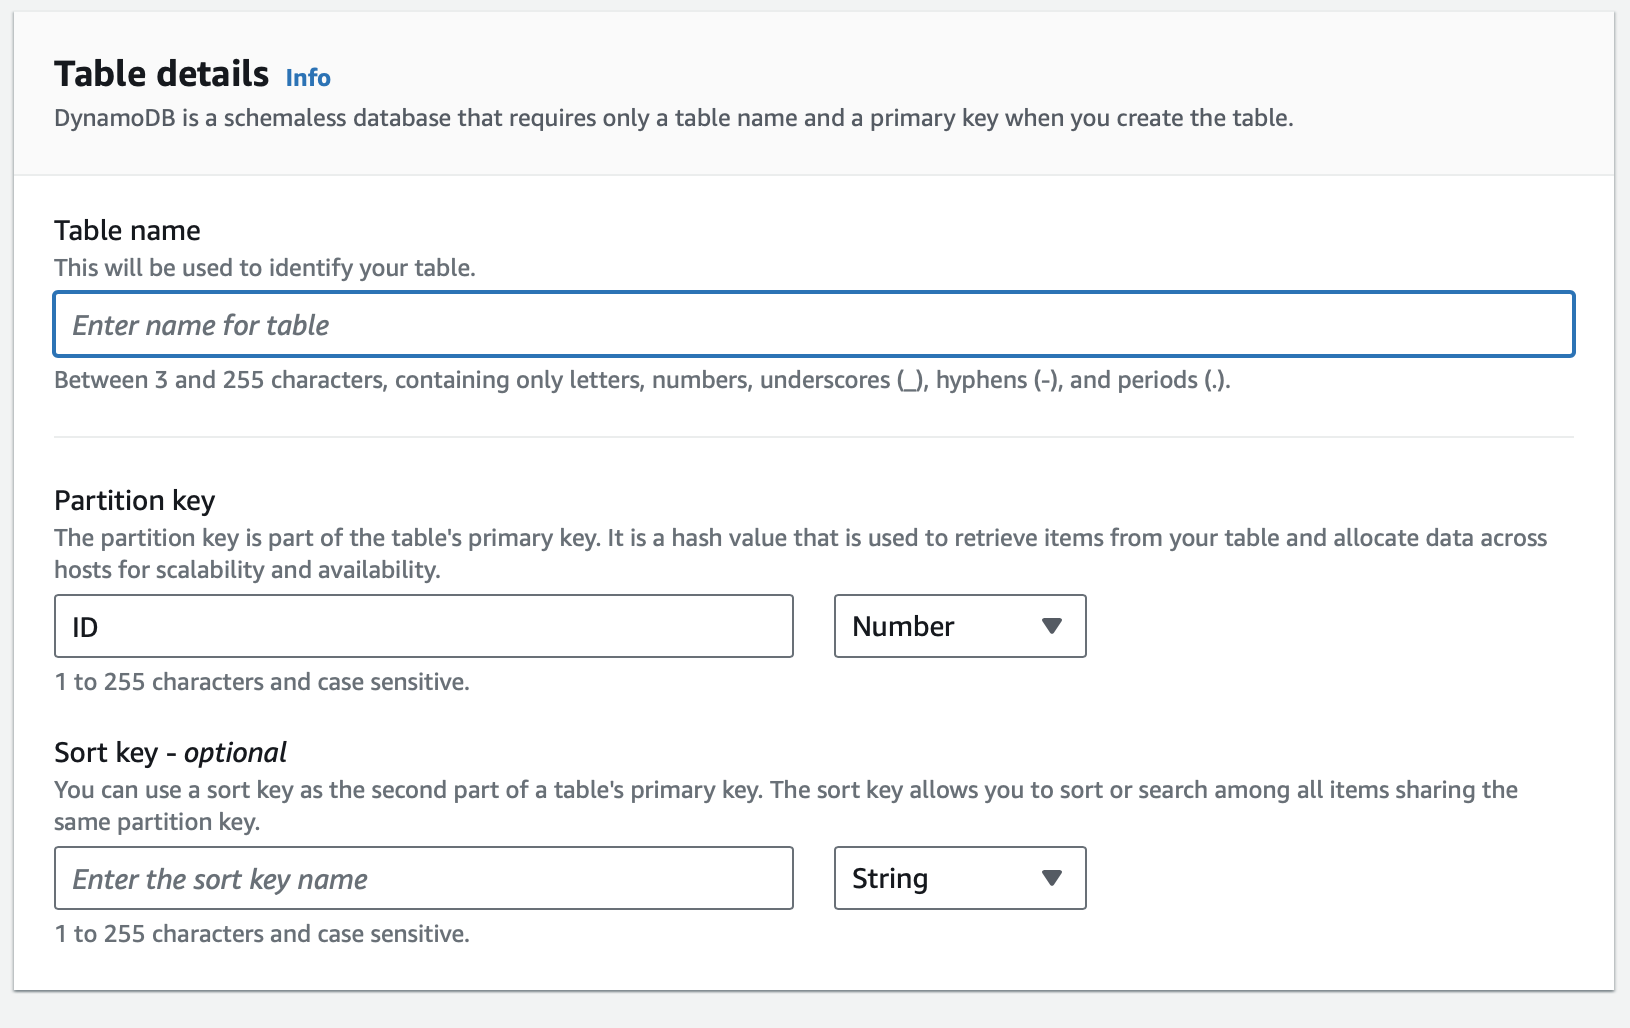 Table details Info
DynamoDB is a schemaless database that requires only a table name and a primary key when you create the table.
Table name
This will be used to identify your table.
Enter name for table
Between 3 and 255 characters, containing only letters, numbers, underscores (_), hyphens (-), and periods (.).
Partition key
The partition key is part of the table's primary key. It is a hash value that is used to retrieve items from your table and allocate data across
hosts for scalability and availability.
ID Number
1 to 255 characters and case sensitive.
Sort key - optional
You can use a sort key as the second part of a table's primary key. The sort key allows you to sort or search among all items sharing the
same partition key.
Enter the sort key name String
1 to 255 characters and case sensitive.